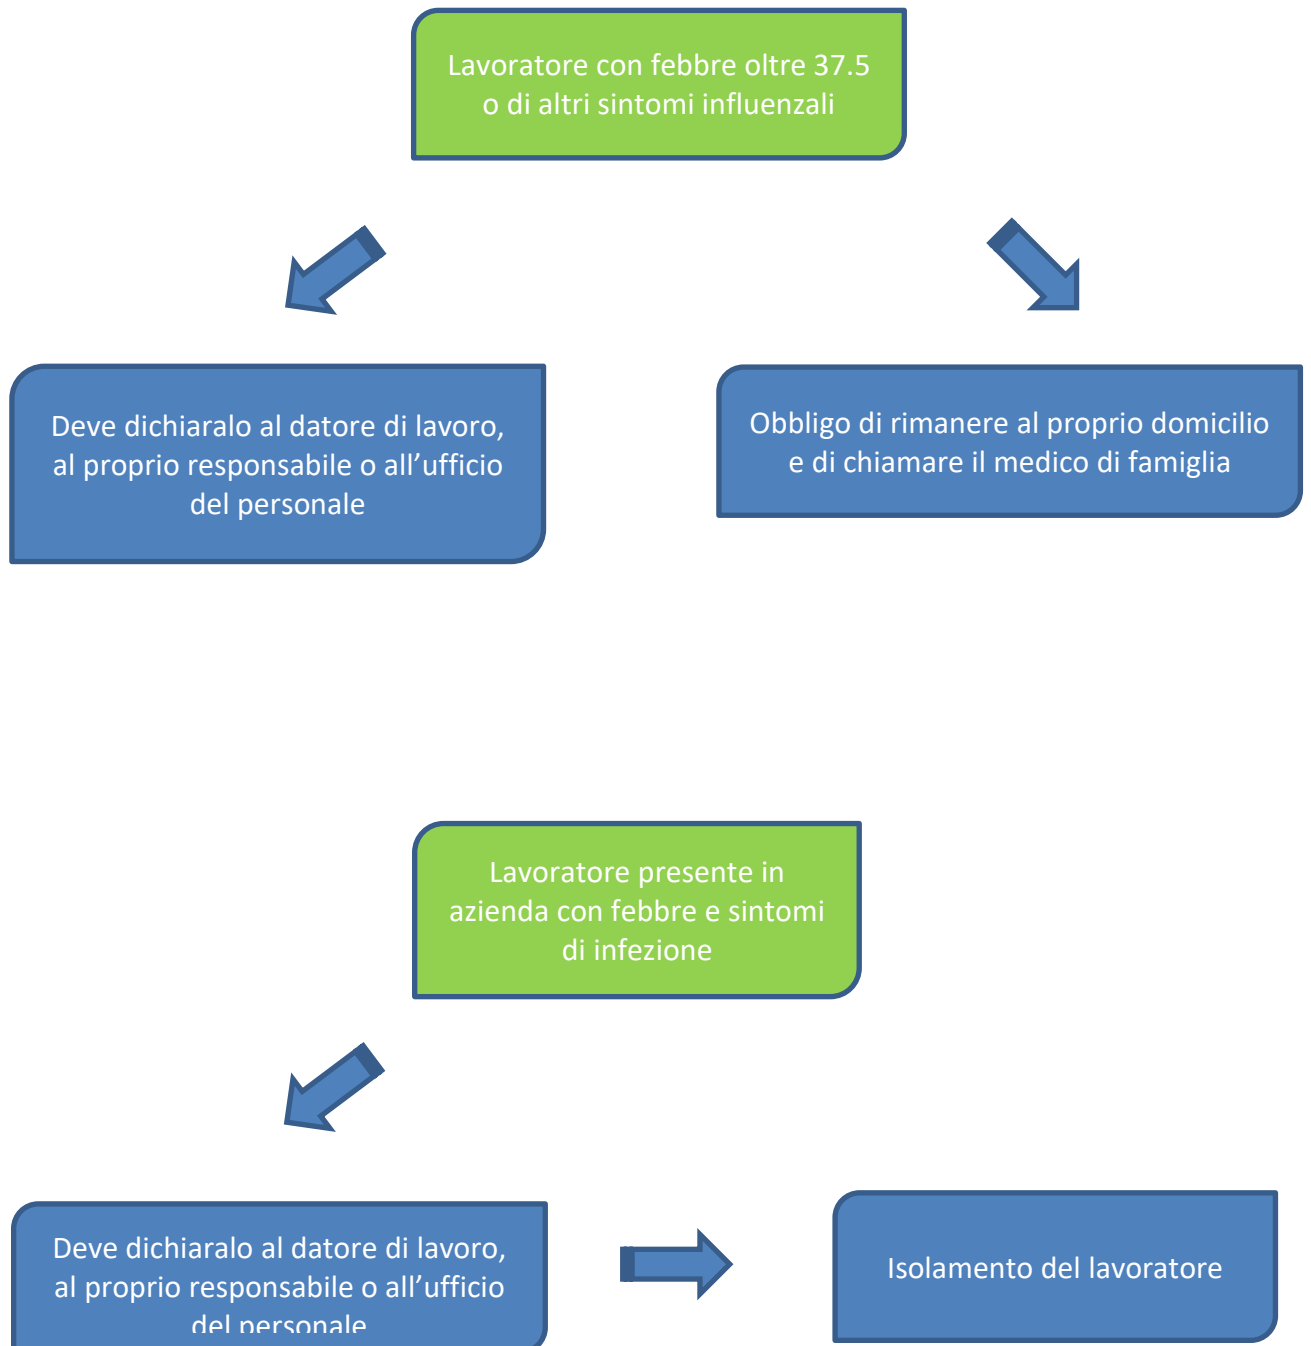 Lavoratore con febbre oltre 37.5
o di altri sintomi influenzali
Deve dichiaralo al datore di lavoro,
al proprio responsabile o all’ufficio
del personale
Obbligo di rimanere al proprio domicilio
e di chiamare il medico di famiglia
Lavoratore presente in
azienda con febbre e sintomi
di infezione
Deve dichiaralo al datore di lavoro,
al proprio responsabile o all’ufficio
del personale
Isolamento del lavoratore